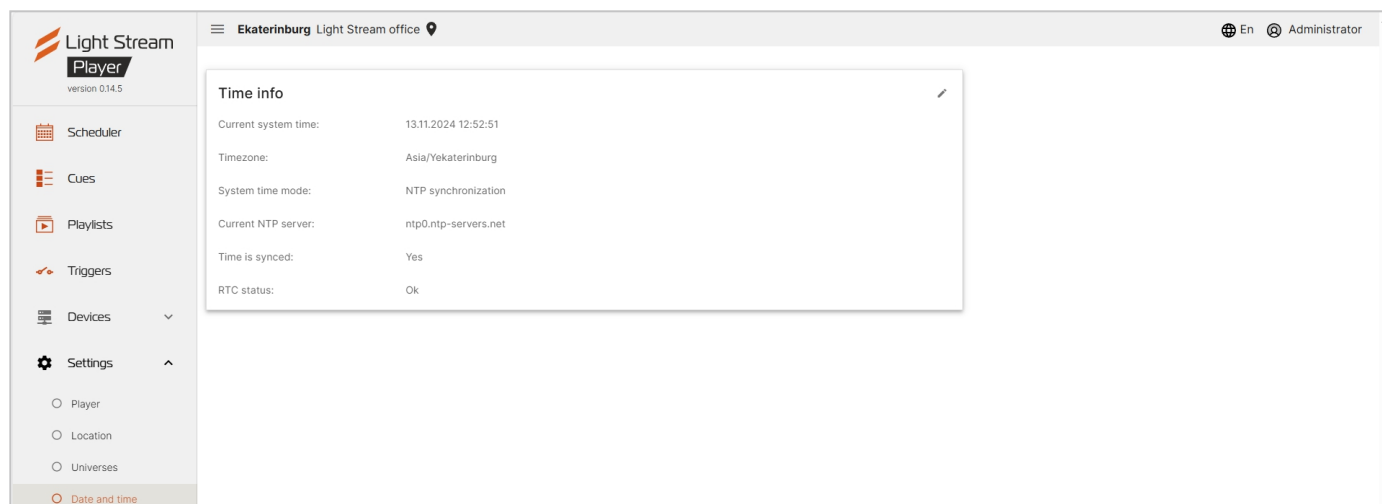 Light Stream
Player
version 0.14.5
Ekaterinburg Light Stream office
En Administrator
Scheduler
Cues
Playlists
Triggers
Devices
Settings
Player
Location
Universes
Date and time
Time info
Current system time: 13.11.2024 12:52:51
Timezone: Asia/Yekaterinburg
System time mode: NTP synchronization
Current NTP server: ntp0.ntp-servers.net
Time is synced: Yes
RTC status: Ok